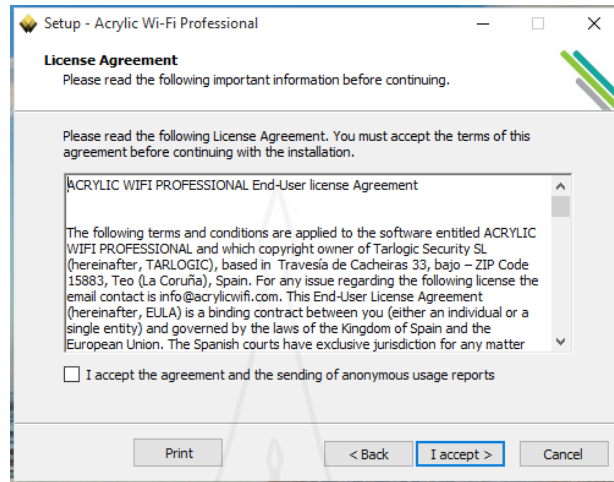 Setup - Acrylic Wi-Fi Professional
License Agreement
Please read the following important information before continuing.
Please read the following License Agreement. You must accept the terms of this
agreement before continuing with the installation.
ACRYLIC WIFI PROFESSIONAL End-User license Agreement
The following terms and conditions are applied to the software entitled ACRYLIC
WIFI PROFESSIONAL and which copyright owner of Tarlogic Security SL
(hereinafter, TARLOGIC), based in  Travesía de Cacheiras 33, bajo – ZIP Code
15883, Teo (La Coruña), Spain. For any issue regarding the following license the
email contact is info@acrylicwifi.com. This End-User License Agreement
(hereinafter, EULA) is a binding contract between you (either an individual or a
single entity) and governed by the laws of the Kingdom of Spain and the
European Union. The Spanish courts have exclusive jurisdiction for any matter
I accept the agreement and the sending of anonymous usage reports
Print
< Back
I accept >
Cancel